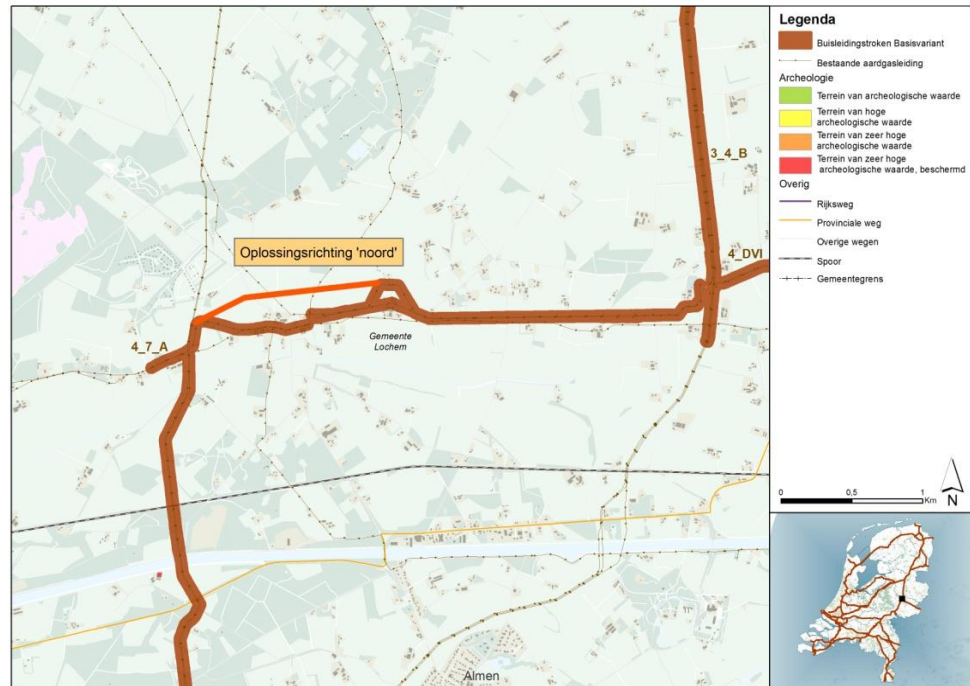 3_4_B
4_DVI
Oplossingsrichting 'noord'
Gemeente
Lochem
4_7_A
Almen
Legenda
Buisleidingstroken Basisvariant
Bestaande aardgasleiding
Archeologie
Terrein van archeologische waarde
Terrein van hoge
archeologische waarde
Terrein van zeer hoge
archeologische waarde
Terrein van zeer hoge
archeologische waarde, beschermd
Overig
Rijksweg
Provinciale weg
Overige wegen
Spoor
Gemeentegrens
N
0 0,5 1
Km